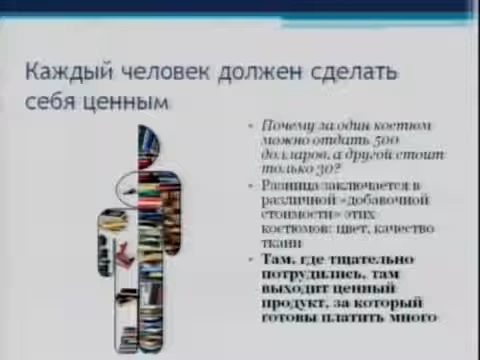 Каждый человек должен сделать
себя ценным
• Почему за один костюм
можно отдать 500
долларов, а другой стоит
только 30?
• Разница заключается в
различной «добавочной
стоимости» этих
костюмов: цвет, качество
ткани
• Там, где тщательно
потрудились, там
выходит ценный
продукт, за который
готовы платить много